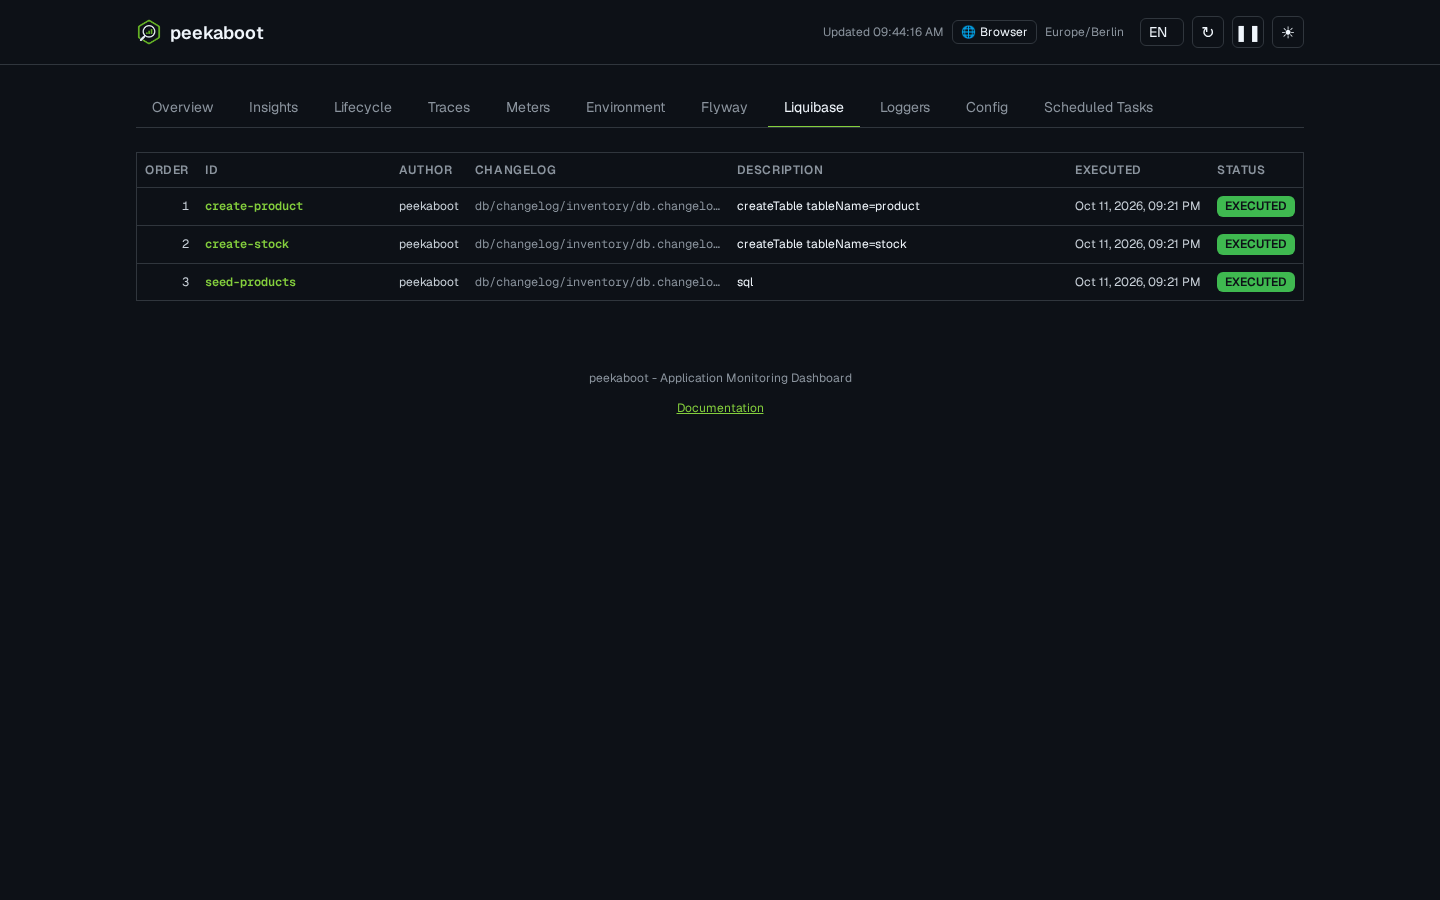 peekaboot
Updated 09:44:16 AM 🌐 Browser Europe/Berlin EN
Overview Insights Lifecycle Traces Meters Environment Flyway Liquibase Loggers Config Scheduled Tasks
ORDER ID AUTHOR CHANGELOG DESCRIPTION EXECUTED STATUS
1 create-product peekaboot db/changelog/inventory/db.changelo… createTable tableName=product Oct 11, 2026, 09:21 PM EXECUTED
2 create-stock peekaboot db/changelog/inventory/db.changelo… createTable tableName=stock Oct 11, 2026, 09:21 PM EXECUTED
3 seed-products peekaboot db/changelog/inventory/db.changelo… sql Oct 11, 2026, 09:21 PM EXECUTED
peekaboot - Application Monitoring Dashboard
Documentation